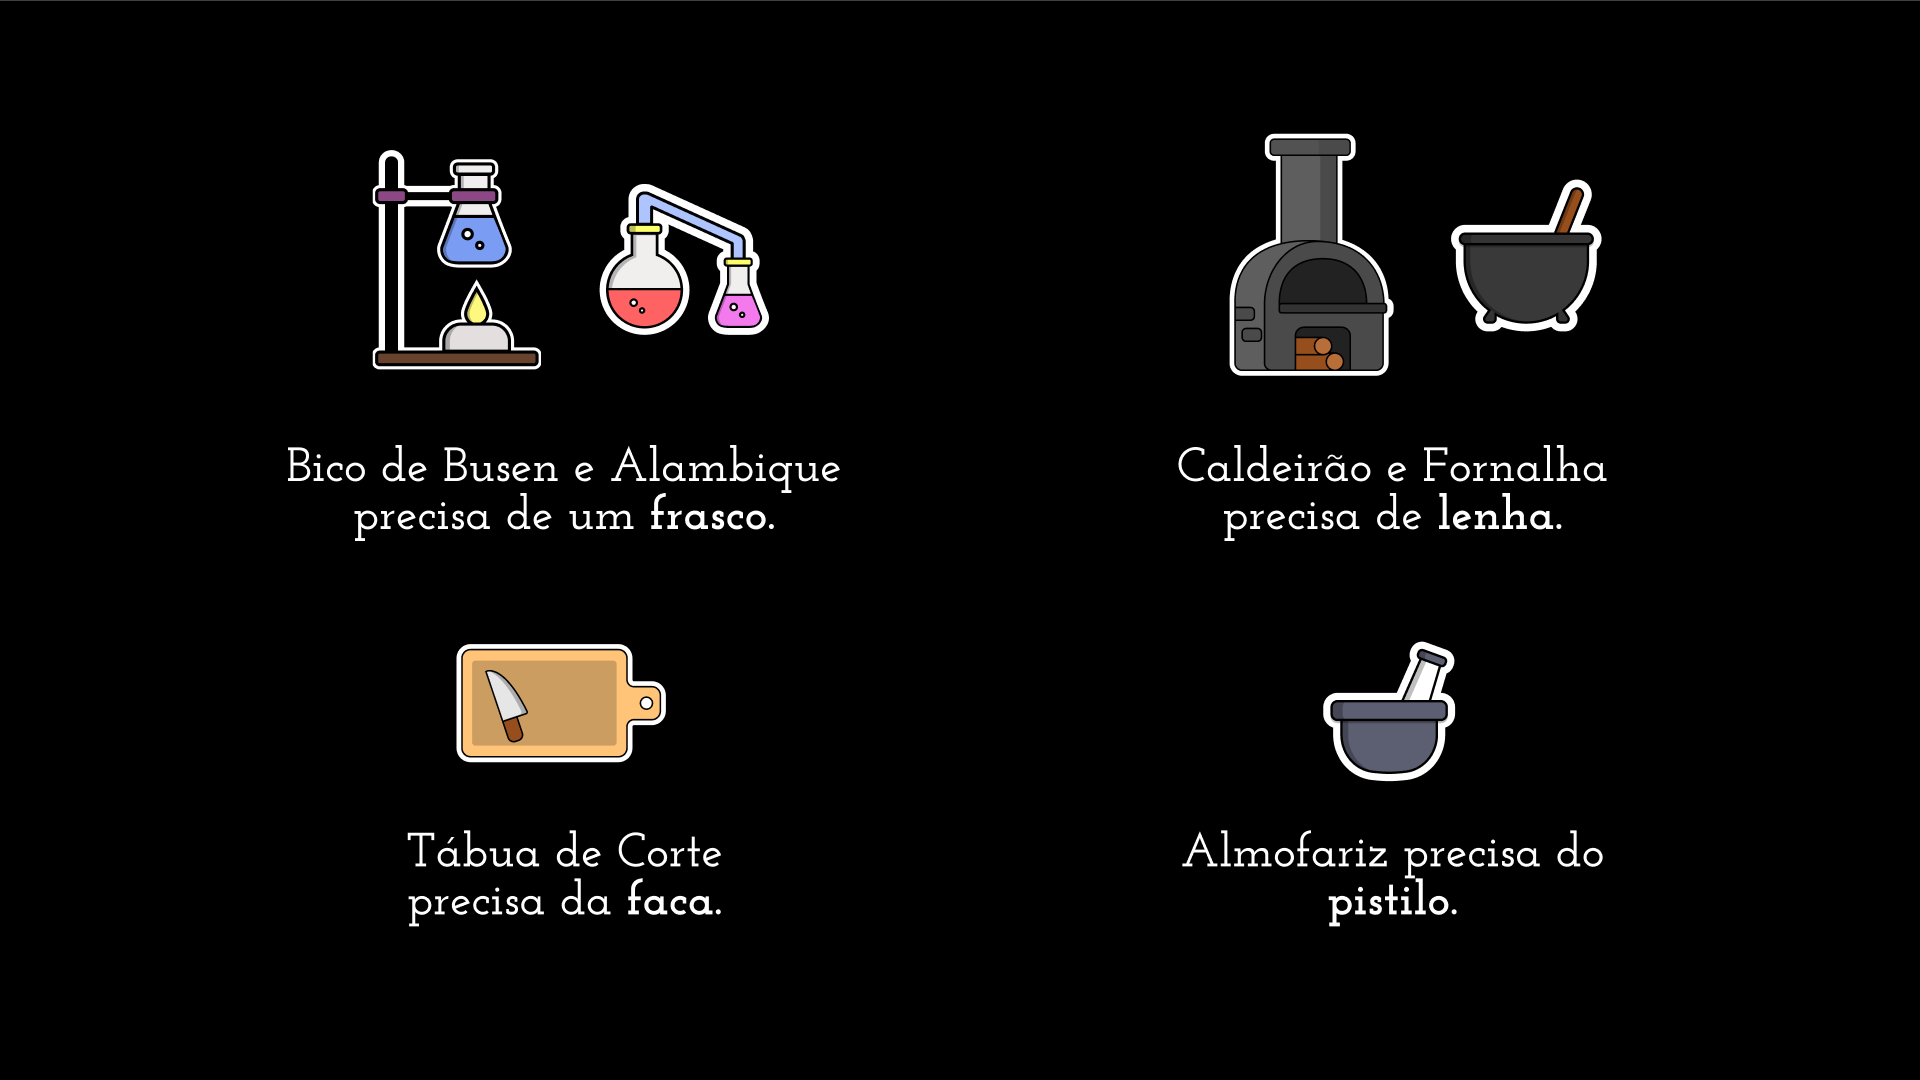 Bico de Busen e Alambique
precisa de um frasco.
Caldeirão e Fornalha
precisa de lenha.
Tábua de Corte
precisa da faca.
Almofariz precisa do
pistilo.